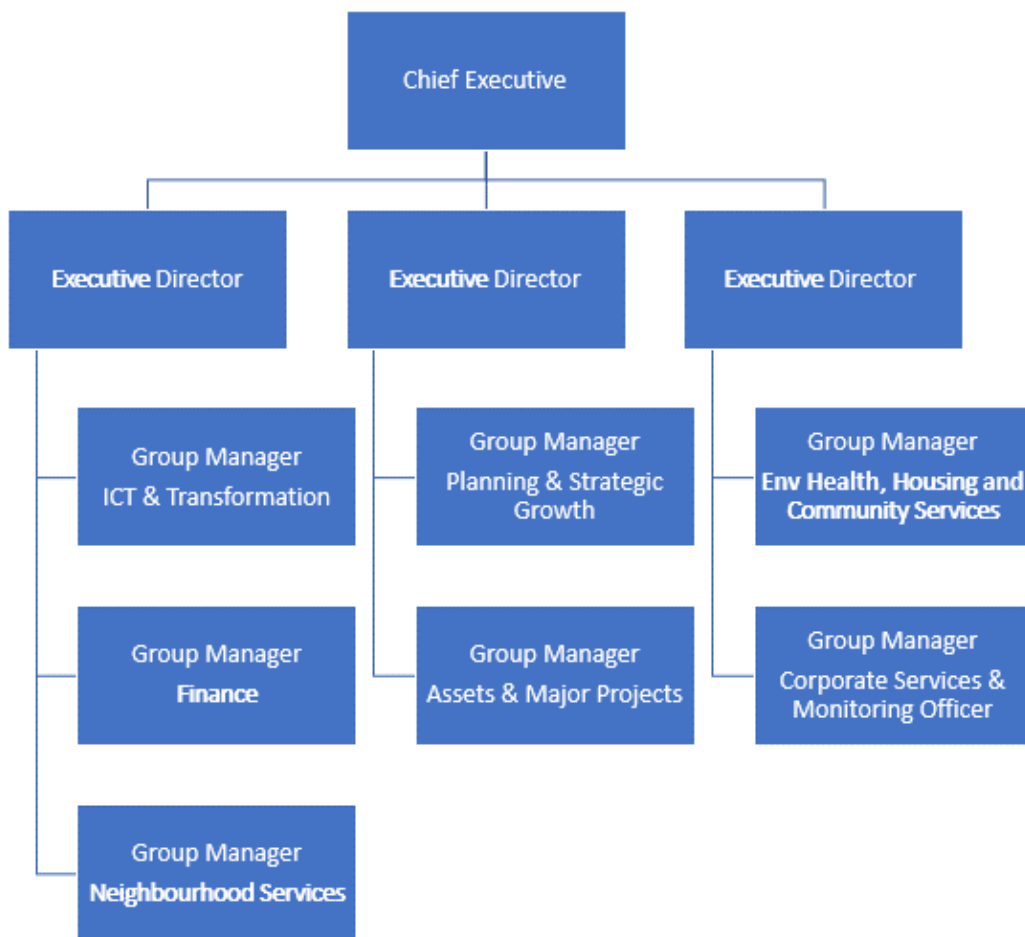 Chief Executive
Executive Director
Executive Director
Executive Director
Group Manager
ICT & Transformation
Group Manager
Planning & Strategic
Growth
Group Manager
Env Health, Housing and
Community Services
Group Manager
Finance
Group Manager
Assets & Major Projects
Group Manager
Corporate Services &
Monitoring Officer
Group Manager
Neighbourhood Services